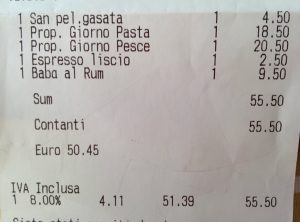 1 San pel.gasata 1 4.50
1 Prop. Giorno Pasta 1 18.50
1 Prop. Giorno Pesce 1 20.50
1 Espresso liscio 1 2.50
1 Baba al Rum 1 9.50
Sum 55.50
Contanti 55.50
Euro 50.45
IVA Inclusa
1 8.00% 4.11 51.39 55.50